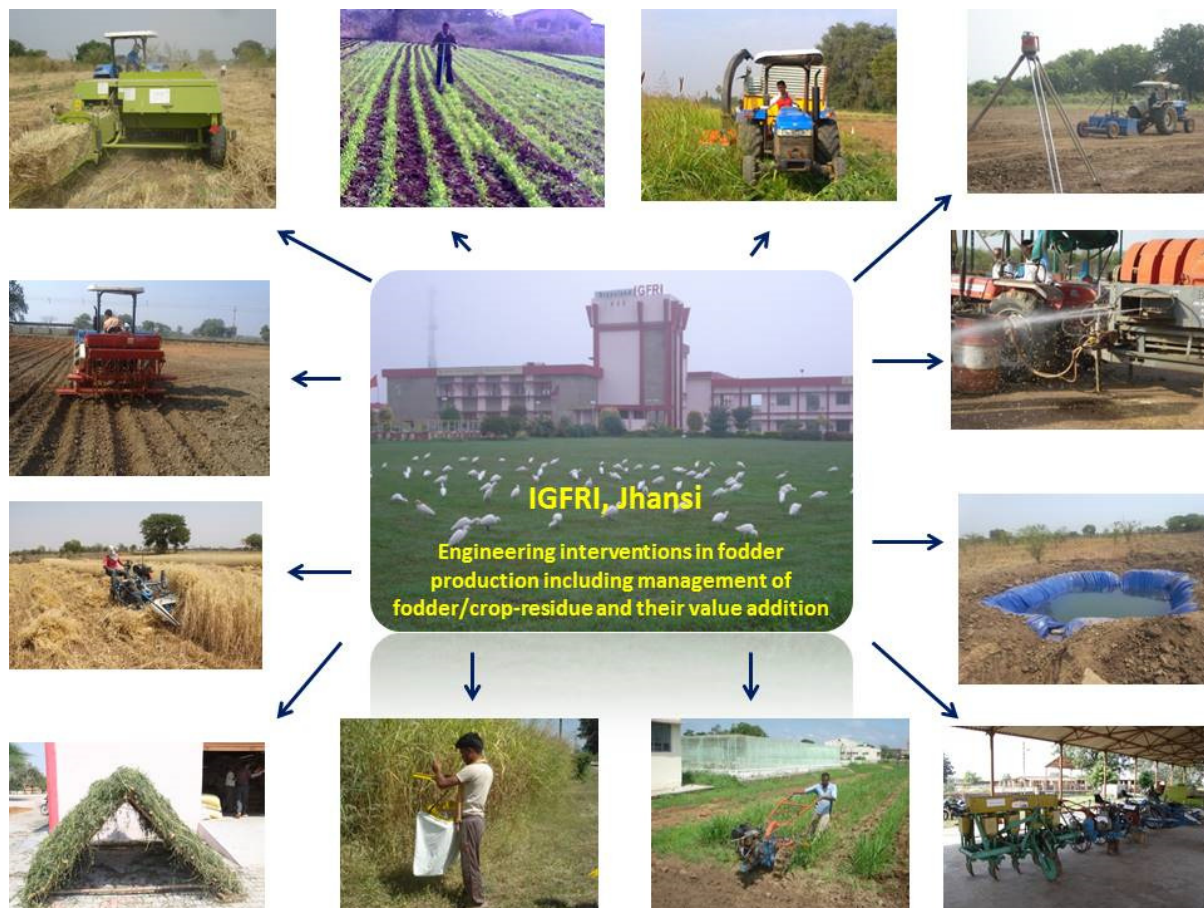 IGFRI
IGFRI, Jhansi
Engineering interventions in fodder
production including management of
fodder/crop-residue and their value addition